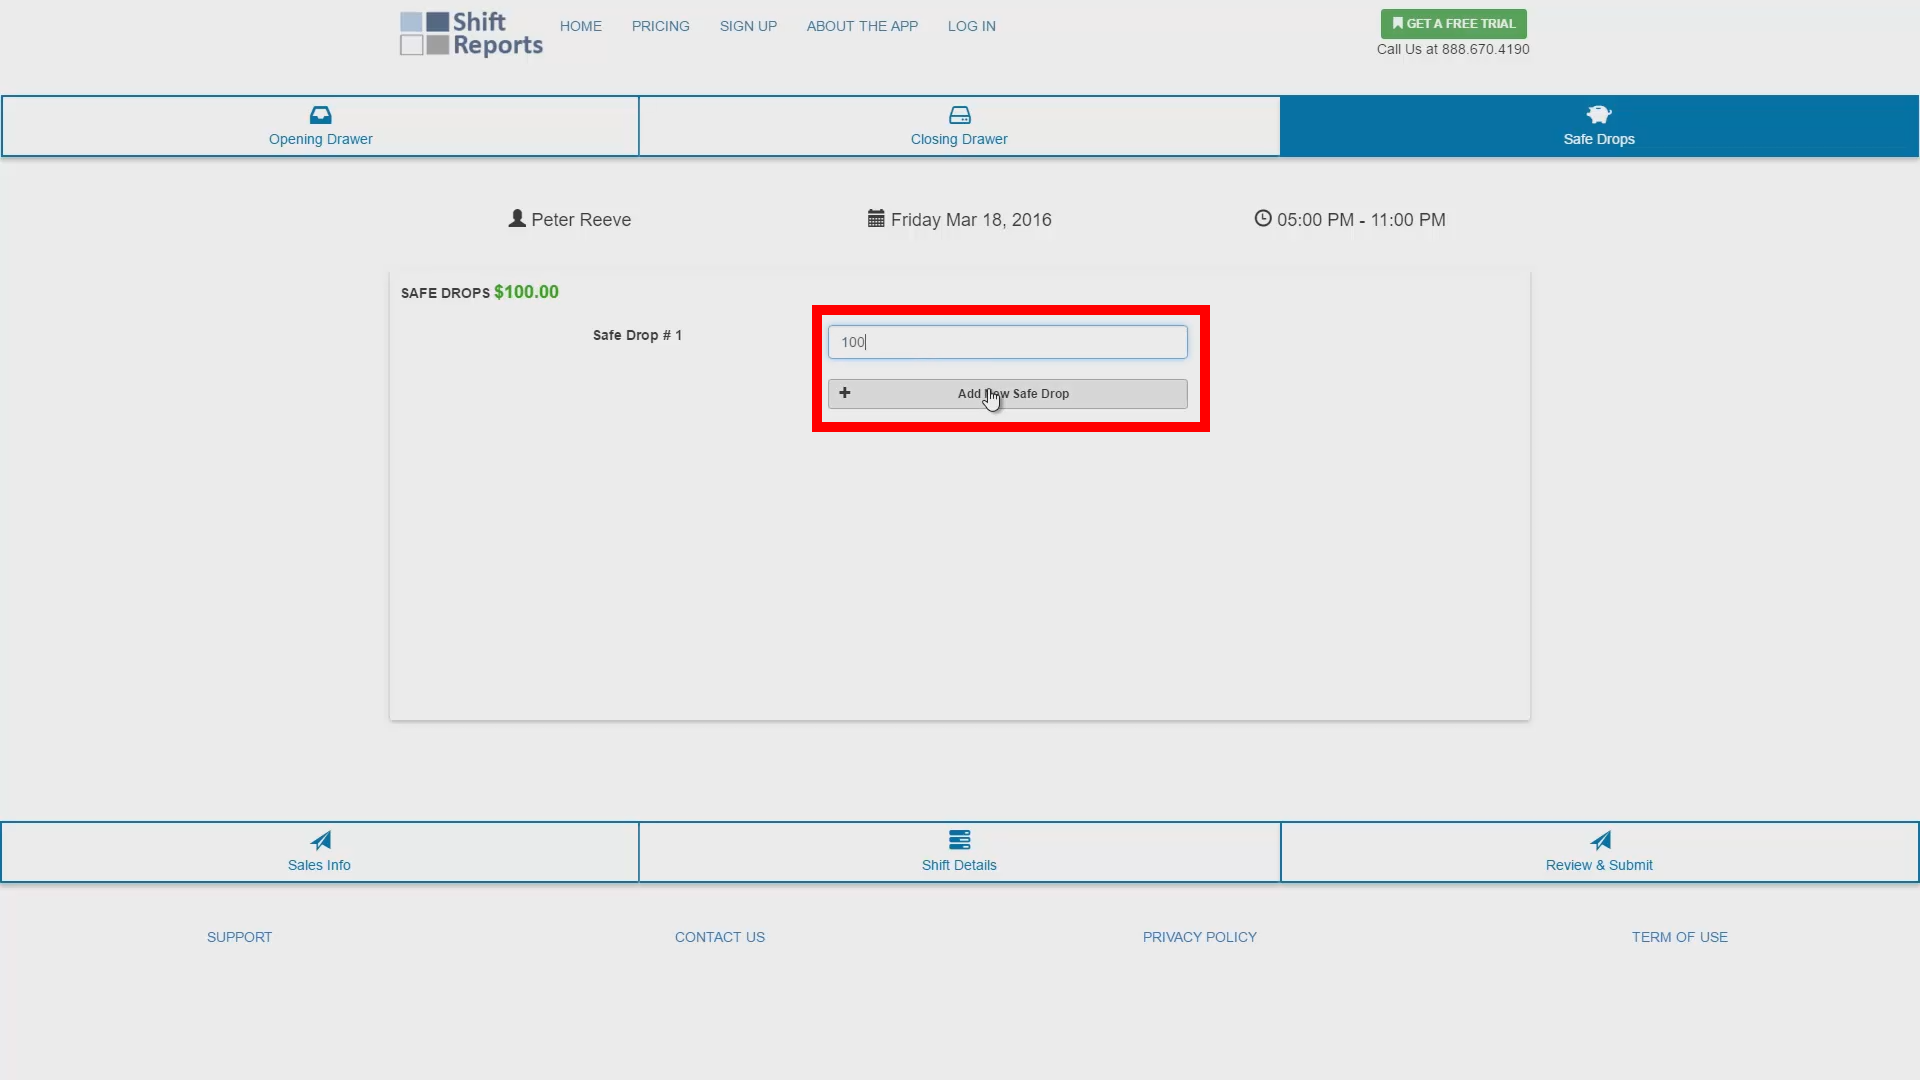 Shift
Reports
HOME PRICING SIGN UP ABOUT THE APP LOG IN
GET A FREE TRIAL
Call Us at 888.670.4190
Opening Drawer Closing Drawer Safe Drops
Peter Reeve Friday Mar 18, 2016 05:00 PM - 11:00 PM
SAFE DROPS $100.00
Safe Drop # 1 100
Add New Safe Drop
Sales Info Shift Details Review & Submit
SUPPORT CONTACT US PRIVACY POLICY TERM OF USE